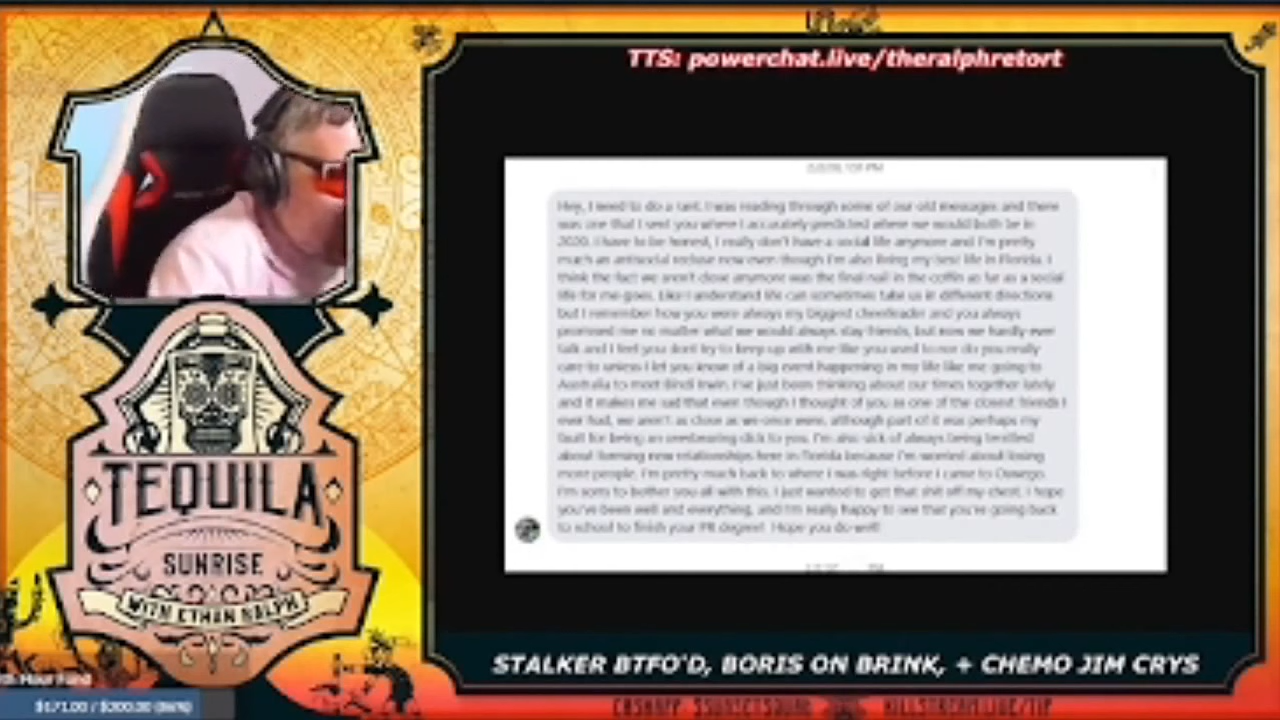 TTS: powerchat.live/theralphretort
Hey, I need to do a rant. I was reading through some of our old messages and there
was one that I sent you where I accurately predicted where we would both be in
2020. I have to be honest, I really don't have a social life anymore and I'm pretty
much an antisocial recluse now even though I'm also living my best life in Florida. I
think the fact we aren't close anymore was the final nail in the coffin as far as a social
life for me goes. Like I understand life can sometimes take us in different directions
but I remember how you were always my biggest cheerleader and you always
promised me no matter what we would always stay friends, but now we hardly ever
talk and I feel you dont try to keep up with me like you used to nor do you really
care to unless I let you know of a big event happening in my life like me going to
Australia to meet Bindi Irwin. I've just been thinking about our times together lately
and it makes me sad that even though I thought of you as one of the closest friends I
ever had, we aren't as close as we once were, although part of it was perhaps my
fault for being an overbearing dick to you. I'm also sick of always being terrified
about forming new relationships here in Florida because I'm worried about losing
more people. I'm pretty much back to where I was right before I came to Oswego.
I'm sorry to bother you all with this. I just wanted to get that shit off my chest. I hope
you've been well and everything, and I'm really happy to see that you're going back
to school to finish your PR degree! Hope you do well!
TEQUILA
SUNRISE
WITH ETHAN RALPH
STALKER BTFO'D, BORIS ON BRINK, + CHEMO JIM CRYS
Hour Fund
$171.00 / $200.00 (86%)
CASHAPP $SUNSETSQUAD
KILLSTREAM.LIVE/TIP